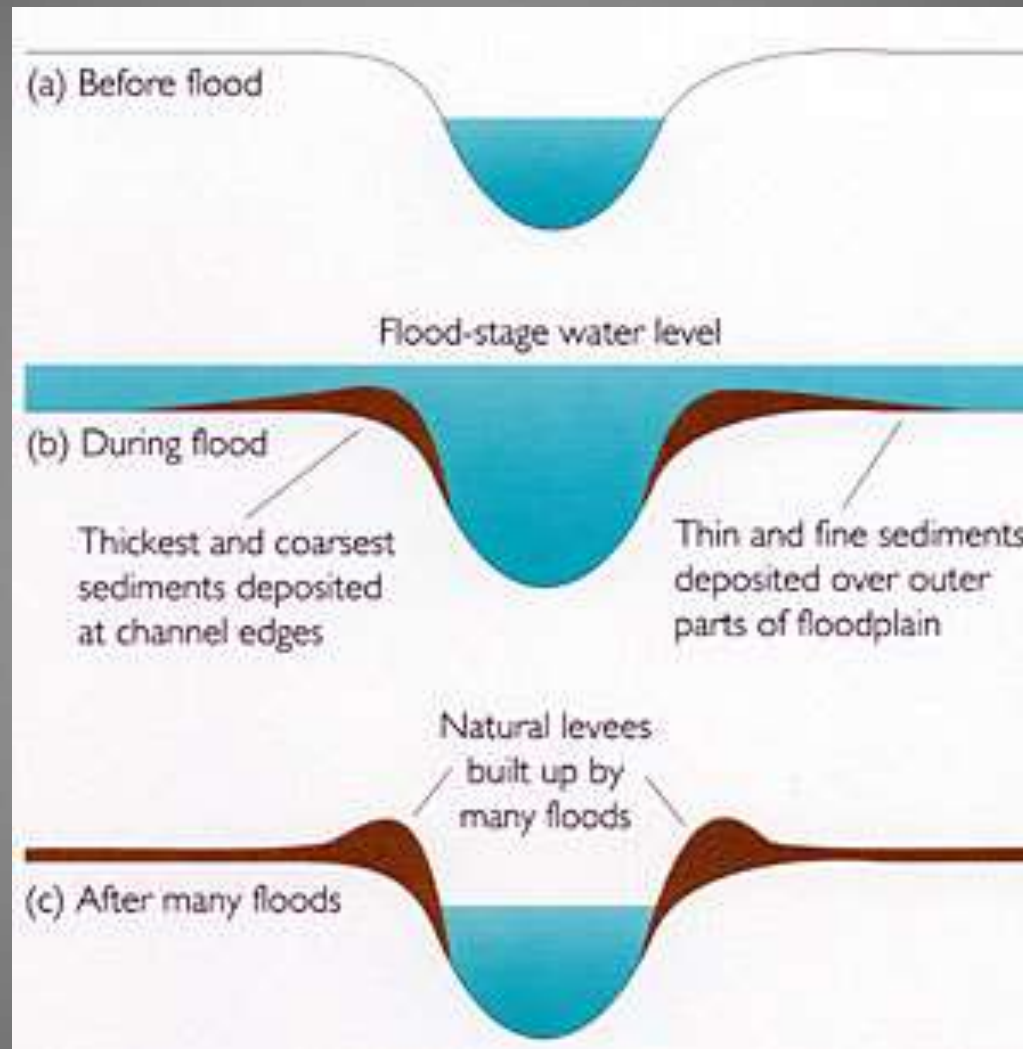 (a) Before flood
Flood-stage water level
(b) During flood
Thickest and coarsest
sediments deposited
at channel edges
Thin and fine sediments
deposited over outer
parts of floodplain
Natural levees
built up by
many floods
(c) After many floods